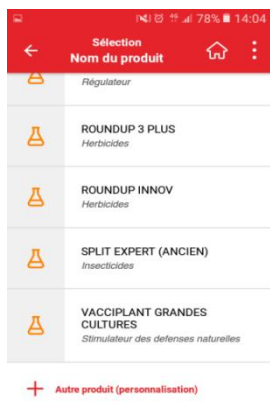 78% 14:04
Sélection
Nom du produit
Régulateur
ROUNDUP 3 PLUS
Herbicides
ROUNDUP INNOV
Herbicides
SPLIT EXPERT (ANCIEN)
Insecticides
VACCIPLANT GRANDES
CULTURES
Stimulateur des defenses naturelles
Autre produit (personnalisation)